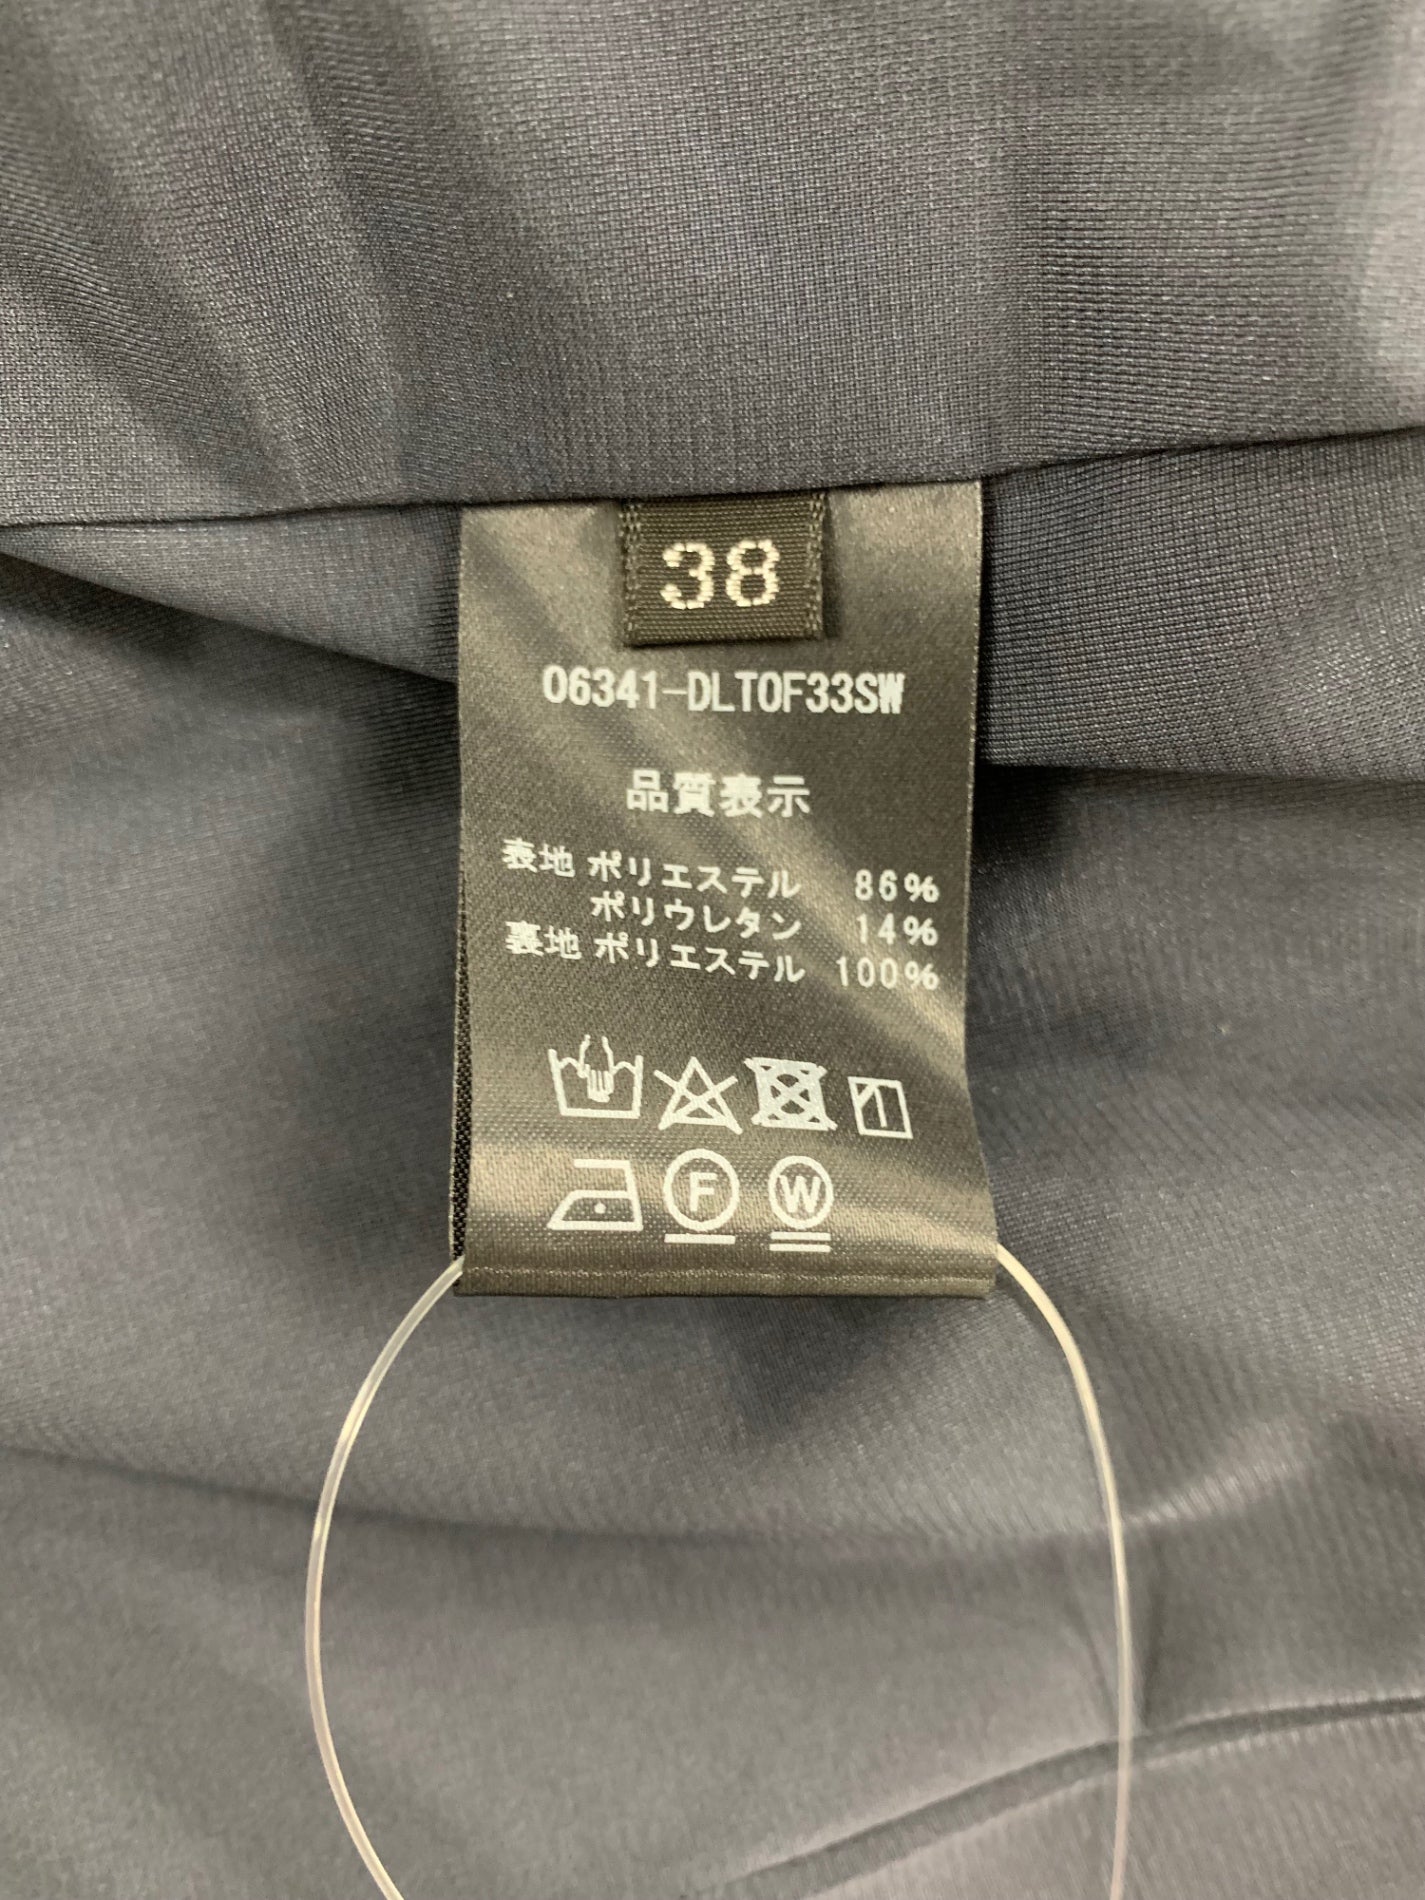 38
06341-DLT0F33SW
品質表示
表地 ポリエステル 86%
ポリウレタン 14%
裏地 ポリエステル 100%
F W